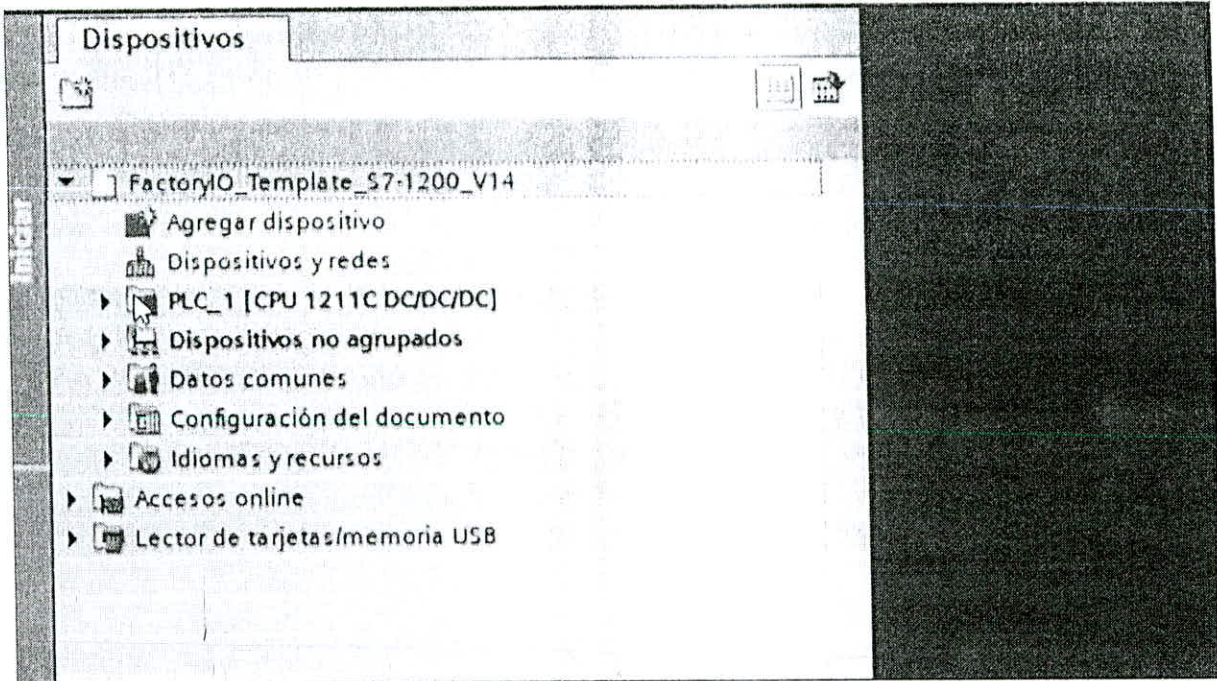 Dispositivos
Iniciar
FactoryIO_Template_S7-1200_V14
Agregar dispositivo
Dispositivos y redes
PLC_1 [CPU 1211C DC/DC/DC]
Dispositivos no agrupados
Datos comunes
Configuración del documento
Idiomas y recursos
Accesos online
Lector de tarjetas/memoria USB